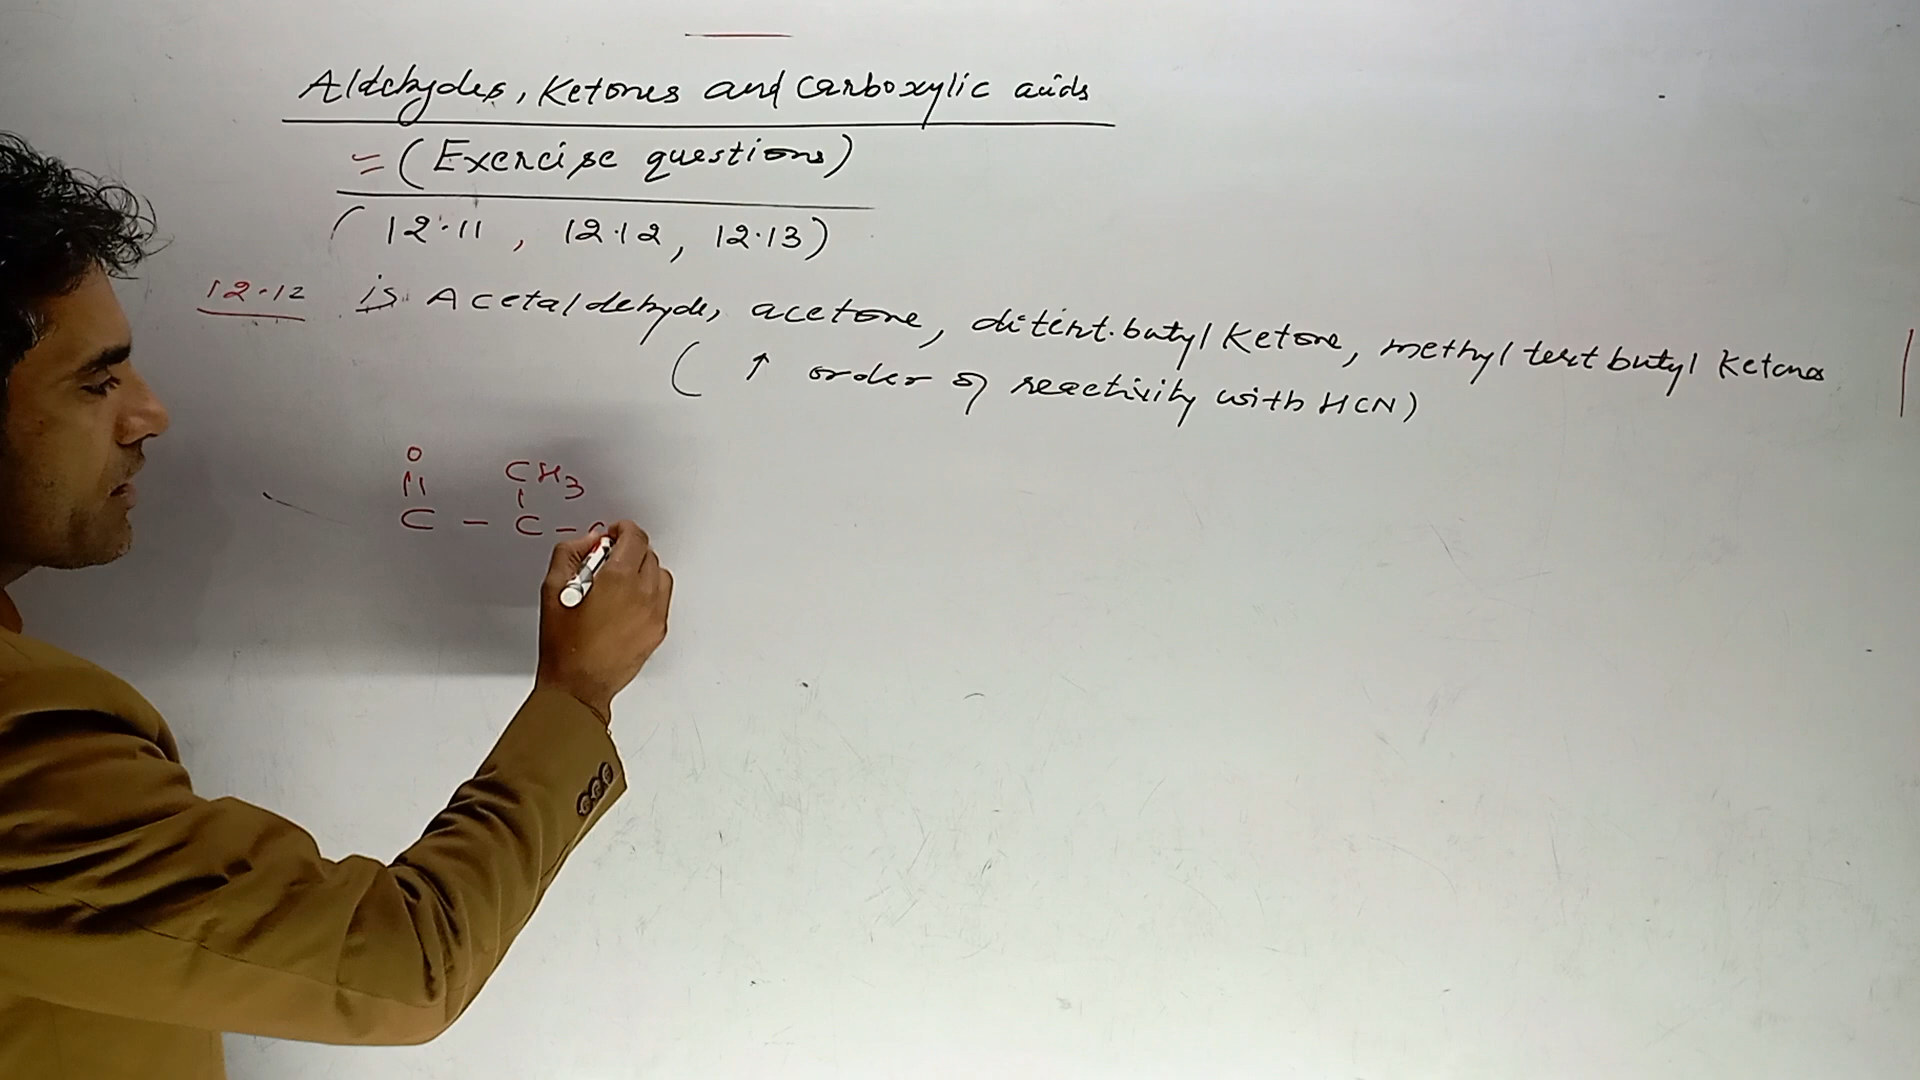 Aldehydes, Ketones and carboxylic acids
= (Exercise questions)
(12.11, 12.12, 12.13)
12.12 is Acetaldehyde, acetone, ditert.butyl Ketone, methyl tert butyl Ketones
( ↑ order of reactivity with HCN)
O CH3
|| |
C - C -